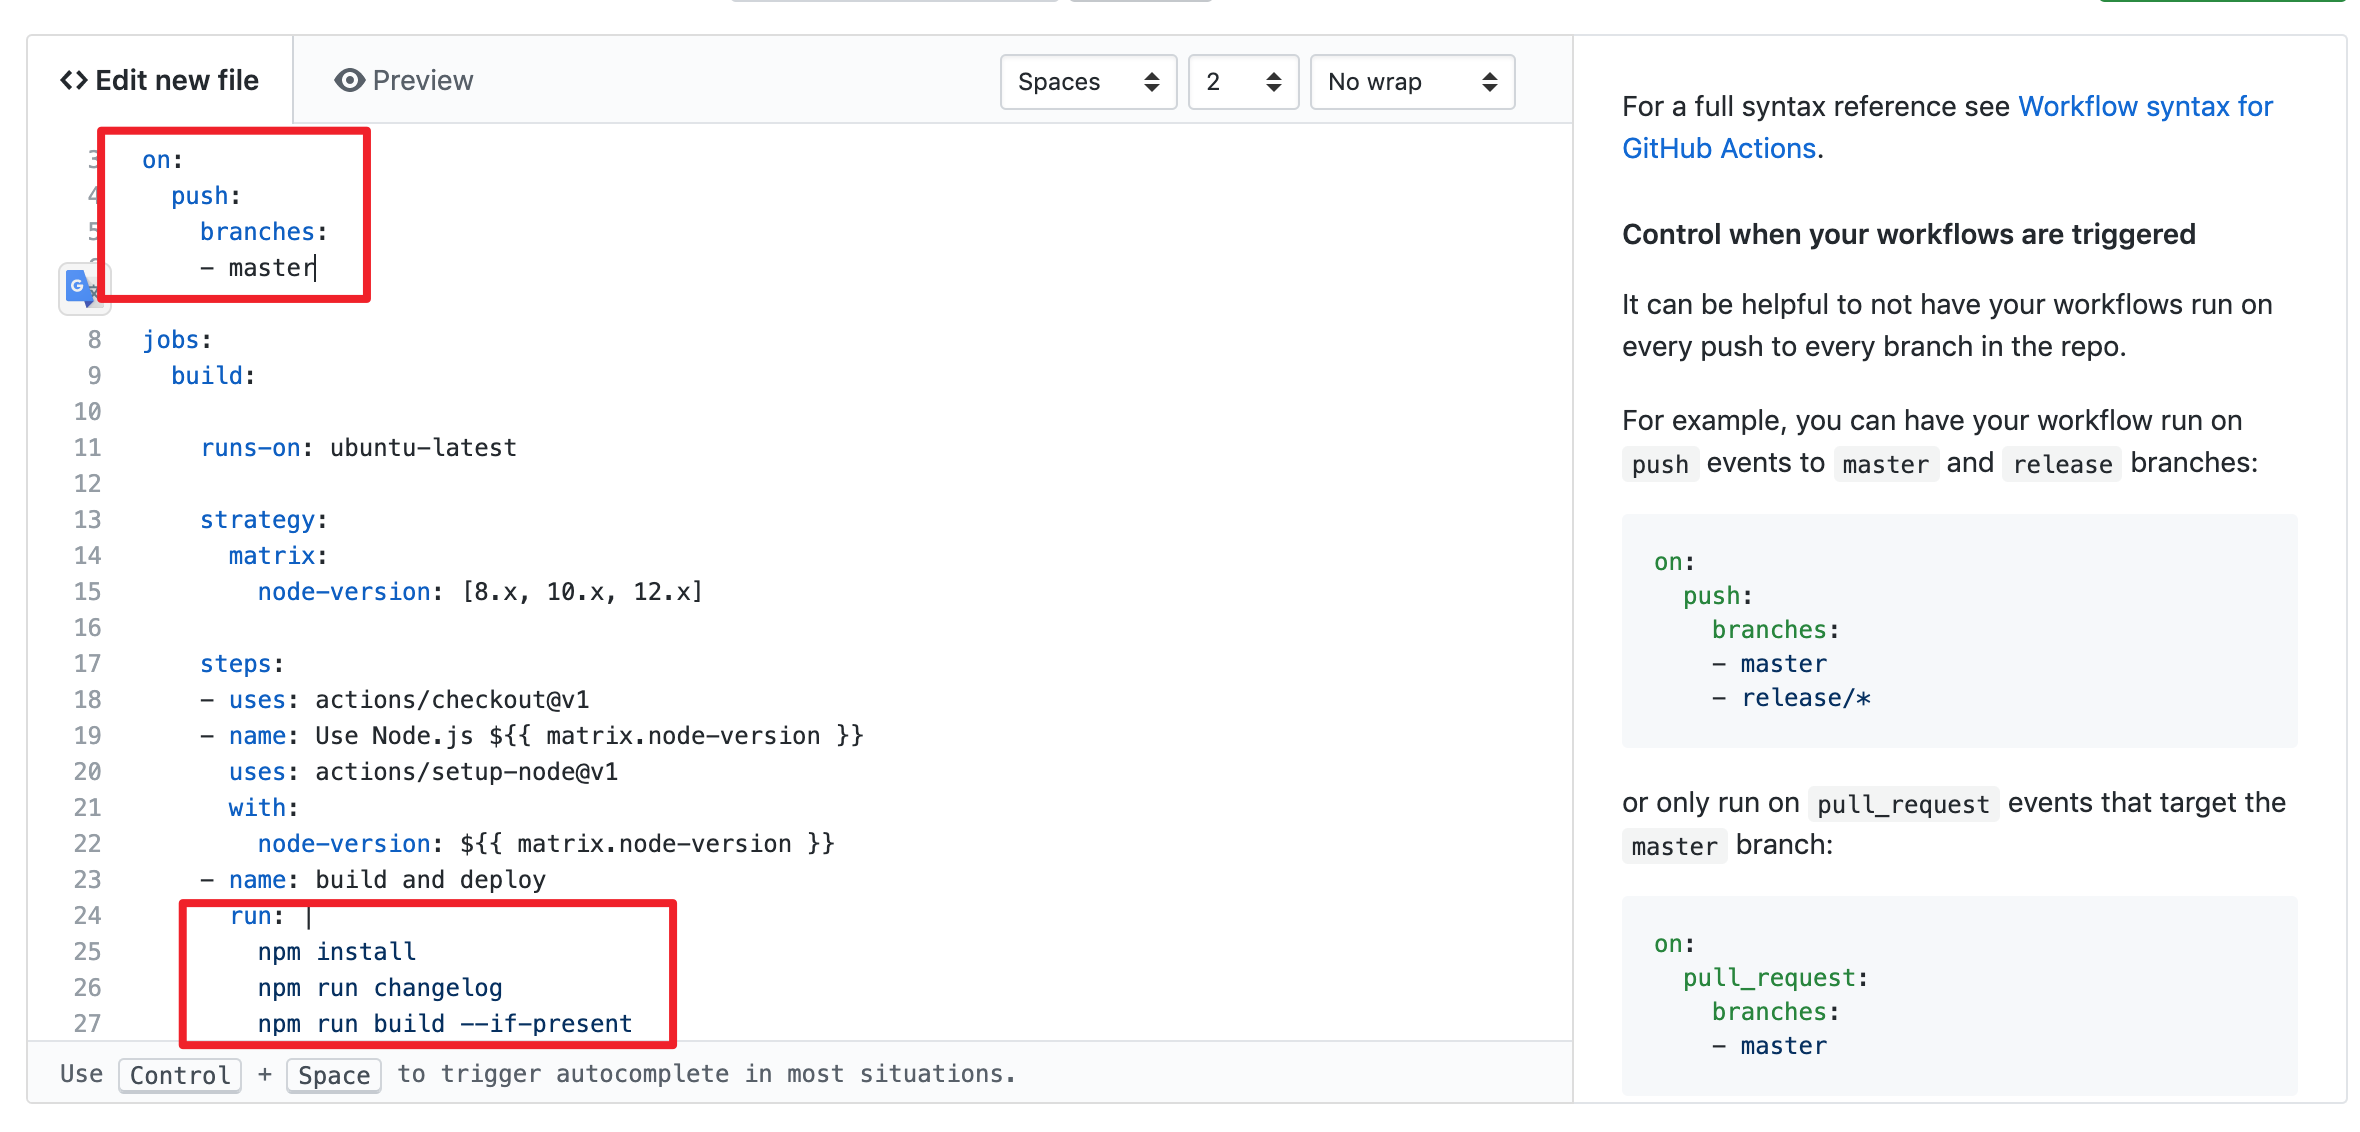 Edit new file
Preview
Spaces
2
No wrap
3 on:
4   push:
5     branches:
    - master
G
8 jobs:
9   build:
10
11     runs-on: ubuntu-latest
12
13     strategy:
14       matrix:
15         node-version: [8.x, 10.x, 12.x]
16
17     steps:
18     - uses: actions/checkout@v1
19     - name: Use Node.js ${{ matrix.node-version }}
20       uses: actions/setup-node@v1
21       with:
22         node-version: ${{ matrix.node-version }}
23     - name: build and deploy
24       run: |
25         npm install
26         npm run changelog
27         npm run build --if-present
Use Control + Space to trigger autocomplete in most situations.
For a full syntax reference see Workflow syntax for
GitHub Actions.
Control when your workflows are triggered
It can be helpful to not have your workflows run on
every push to every branch in the repo.
For example, you can have your workflow run on
push events to master and release branches:
on:
  push:
    branches:
    - master
    - release/*
or only run on pull_request events that target the
master branch:
on:
  pull_request:
    branches:
    - master